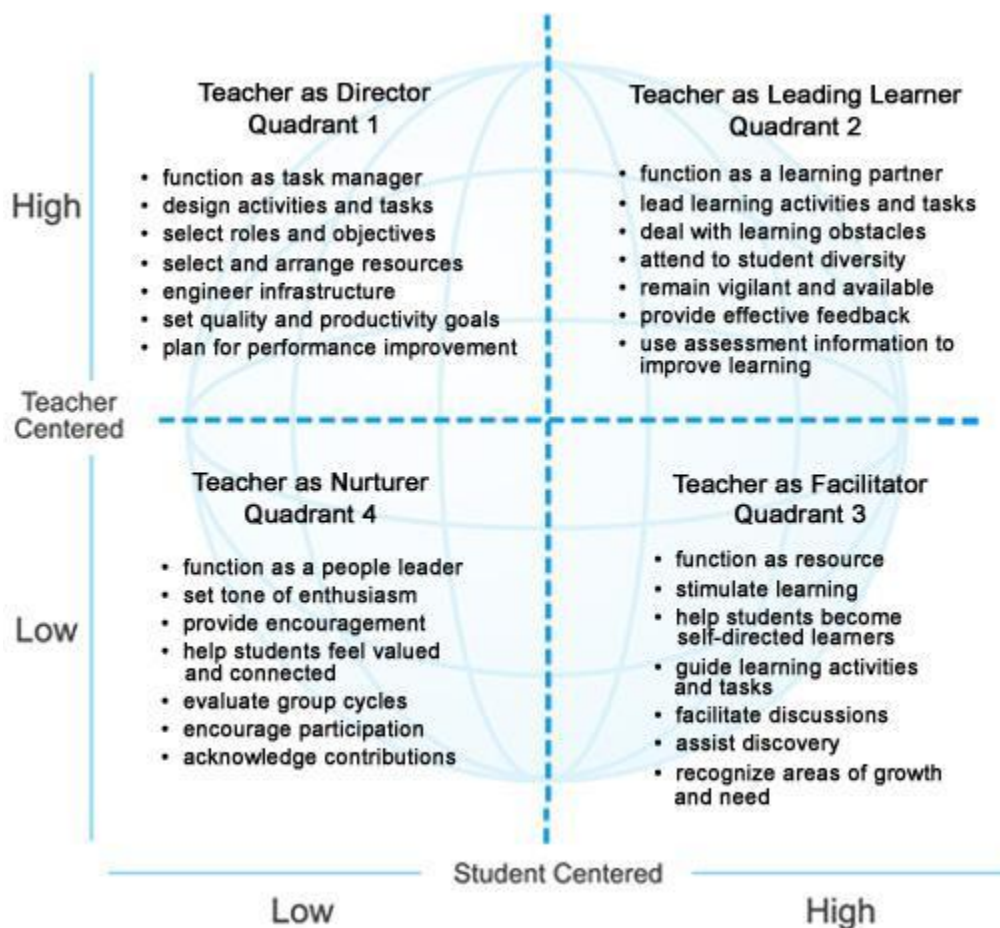 Teacher as Director
Quadrant 1
• function as task manager
• design activities and tasks
• select roles and objectives
• select and arrange resources
• engineer infrastructure
• set quality and productivity goals
• plan for performance improvement
Teacher as Leading Learner
Quadrant 2
• function as a learning partner
• lead learning activities and tasks
• deal with learning obstacles
• attend to student diversity
• remain vigilant and available
• provide effective feedback
• use assessment information to
improve learning
High
Teacher
Centered
Low
Teacher as Nurturer
Quadrant 4
• function as a people leader
• set tone of enthusiasm
• provide encouragement
• help students feel valued
and connected
• evaluate group cycles
• encourage participation
• acknowledge contributions
Teacher as Facilitator
Quadrant 3
• function as resource
• stimulate learning
• help students become
self-directed learners
• guide learning activities
and tasks
• facilitate discussions
• assist discovery
• recognize areas of growth
and need
Student Centered
Low
High